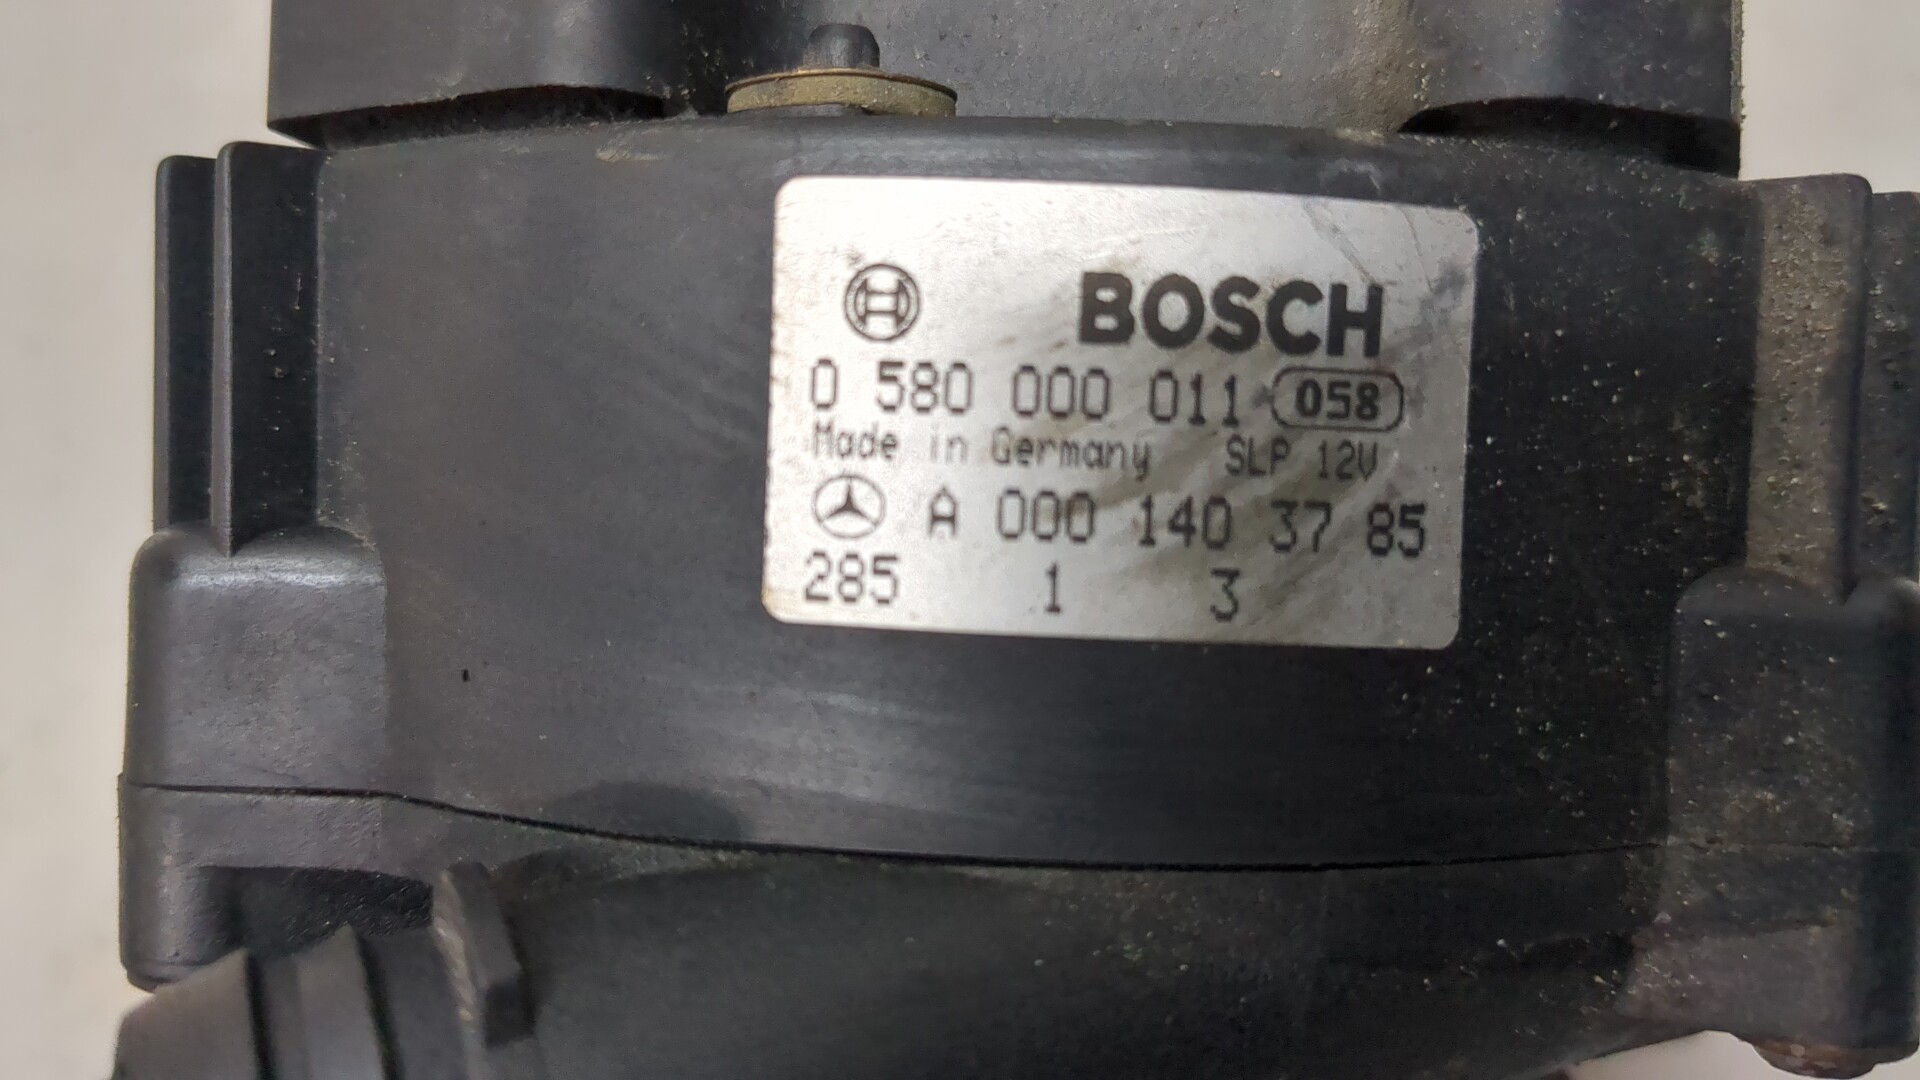 BOSCH
0 580 000 011 058
Made in Germany SLP 12V
A 000 140 37 85
285 1 3